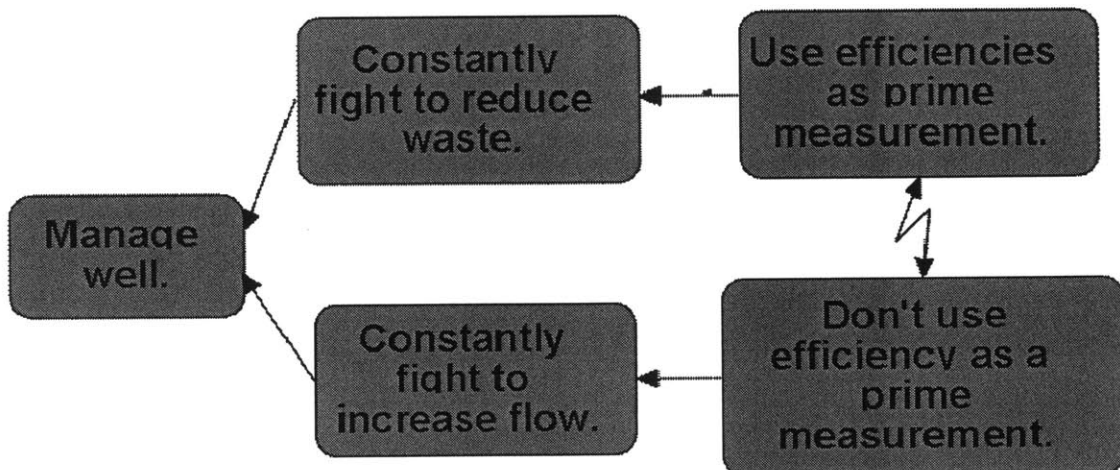 Constantly
fight to reduce
waste.
Use efficiencies
as prime
measurement.
Manage
well.
Constantly
fight to
increase flow.
Don't use
efficiency as a
prime
measurement.